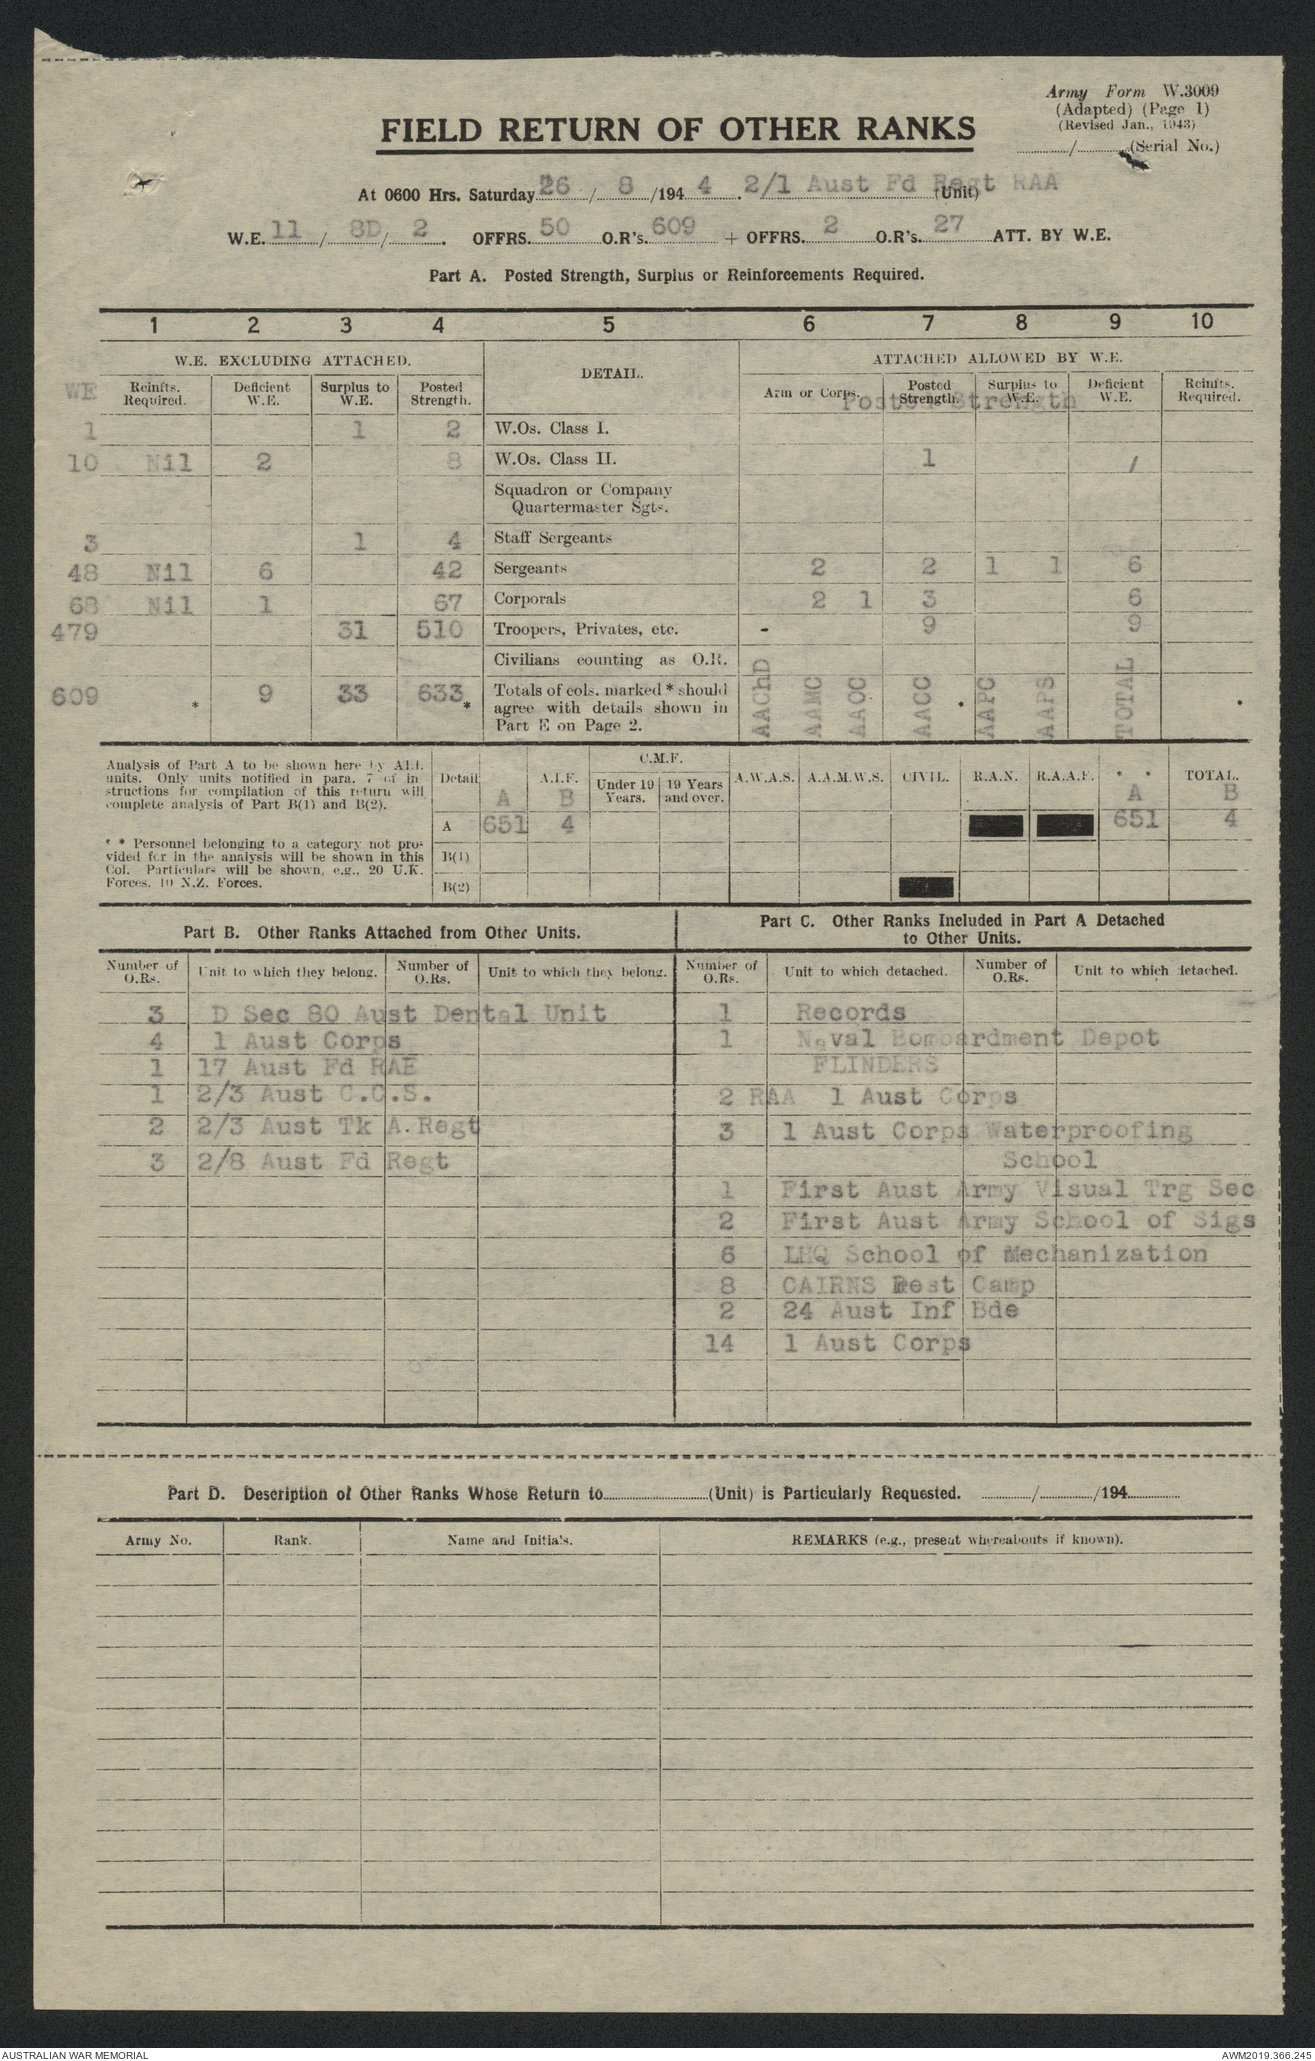 Army Form W.3009
(Adapted) (Page 1)
(Revised Jan., 1943)
FIELD RETURN OF OTHER RANKS
............/............(Serial No.)
At 0600 Hrs. Saturday 26 / 8 /194 4 . 2/1 Aust Fd Regt RAA (Unit)
W.E. 11 / 8D / 2 . OFFRS. 50 O.R's. 609 + OFFRS. 2 O.R's. 27 ATT. BY W.E.
Part A. Posted Strength, Surplus or Reinforcements Required.
1 2 3 4 5 6 7 8 9 10
W.E. EXCLUDING ATTACHED. DETAIL. ATTACHED ALLOWED BY W.E.
WE Reinfts. Required. Deficient W.E. Surplus to W.E. Posted Strength. Arm or Corps. Posted Strength. Surplus to W.E. Deficient W.E. Reinfts. Required.
Posted Strength
1 1 2 W.Os. Class I.
10 Nil 2 8 W.Os. Class II. 1 /
Squadron or Company
Quartermaster Sgts.
3 1 4 Staff Sergeants
48 Nil 6 42 Sergeants 2 2 1 1 6
68 Nil 1 67 Corporals 2 1 3 6
479 31 510 Troopers, Privates, etc. - 9 9
Civilians counting as O.R.
609 * 9 33 633 * Totals of cols. marked * should
agree with details shown in
Part E on Page 2.
AAChD AAMC AAOC AACC AAPC AAPS TOTAL
Analysis of Part A to be shown here by All
units. Only units notified in para. 7 of in
structions for compilation of this return will
complete analysis of Part B(1) and B(2).
* * Personnel belonging to a category not pro-
vided for in the analysis will be shown in this
Col. Particulars will be shown, e.g., 20 U.K.
Forces, 10 N.Z. Forces.
C.M.F.
Detail A.I.F. Under 19 Years. 19 Years and over. A.W.A.S. A.A.M.W.S. CIVIL. R.A.N. R.A.A.F. * * TOTAL.
A B A B
A 651 4 651 4
B(1)
B(2)
Part B. Other Ranks Attached from Other Units.
Number of O.Rs. Unit to which they belong. Number of O.Rs. Unit to which they belong.
3 D Sec 80 Aust Dental Unit
4 1 Aust Corps
1 17 Aust Fd RAE
1 2/3 Aust C.C.S.
2 2/3 Aust Tk A.Regt
3 2/8 Aust Fd Regt
Part C. Other Ranks Included in Part A Detached
to Other Units.
Number of O.Rs. Unit to which detached. Number of O.Rs. Unit to which detached.
1 Records
1 Naval Bombardment Depot
FLINDERS
2 RAA 1 Aust Corps
3 1 Aust Corps Waterproofing
School
1 First Aust Army Visual Trg Sec
2 First Aust Army School of Sigs
6 LHQ School of Mechanization
8 CAIRNS Rest Camp
2 24 Aust Inf Bde
14 1 Aust Corps
Part D. Description of Other Ranks Whose Return to............(Unit) is Particularly Requested. ............/............/194............
Army No. Rank. Name and Initials. REMARKS (e.g., present whereabouts if known).
AUSTRALIAN WAR MEMORIAL
AWM2019.366.245